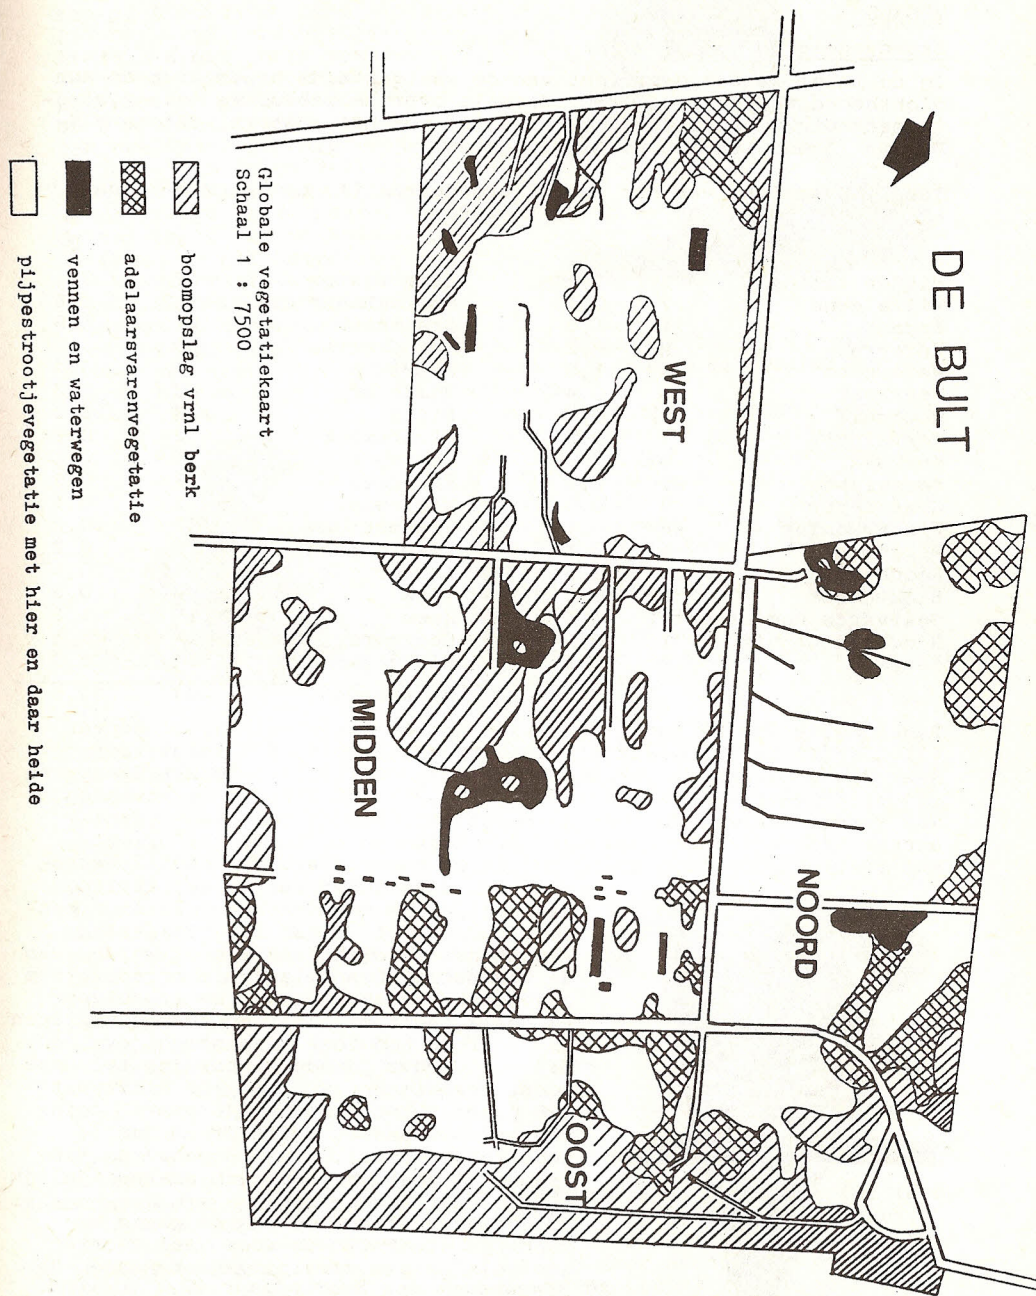 DE BULT
WEST
NOORD
MIDDEN
OOST
Globale vegetatiekaart
Schaal 1 : 7500
boomopslag vrnl berk
adelaarsvarenvegetatie
vennen en waterwegen
pijpestrootjevegetatie met hier en daar heide